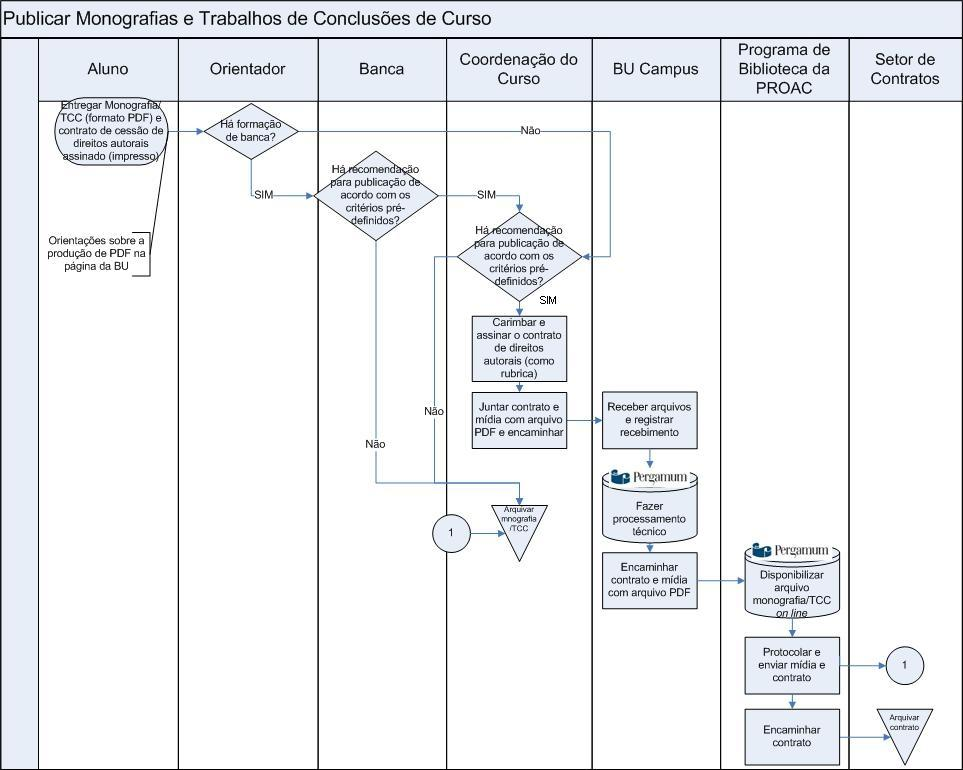 Publicar Monografias e Trabalhos de Conclusões de Curso
Aluno
Orientador
Banca
Coordenação do
Curso
BU Campus
Programa de
Biblioteca da
PROAC
Setor de
Contratos
Entregar Monografia/
TCC (formato PDF) e
contrato de cessão de
direitos autorais
assinado (impresso)
Há formação
de banca?
Não
SIM
Há recomendação
para publicação de
acordo com os
critérios pré-
definidos?
SIM
Há recomendação
para publicação de
acordo com os
critérios pré-
definidos?
Orientações sobre a
produção de PDF na
página da BU
SIM
Carimbar e
assinar o contrato
de direitos
autorais (como
rubrica)
Não
Juntar contrato e
mídia com arquivo
PDF e encaminhar
Receber arquivos
e registrar
recebimento
Não
Pergamum
Fazer
processamento
técnico
Arquivar
mnografia
/TCC
1
Encaminhar
contrato e mídia
com arquivo PDF
Pergamum
Disponibilizar
arquivo
monografia/TCC
on line
Protocolar e
enviar mídia e
contrato
1
Encaminhar
contrato
Arquivar
contrato